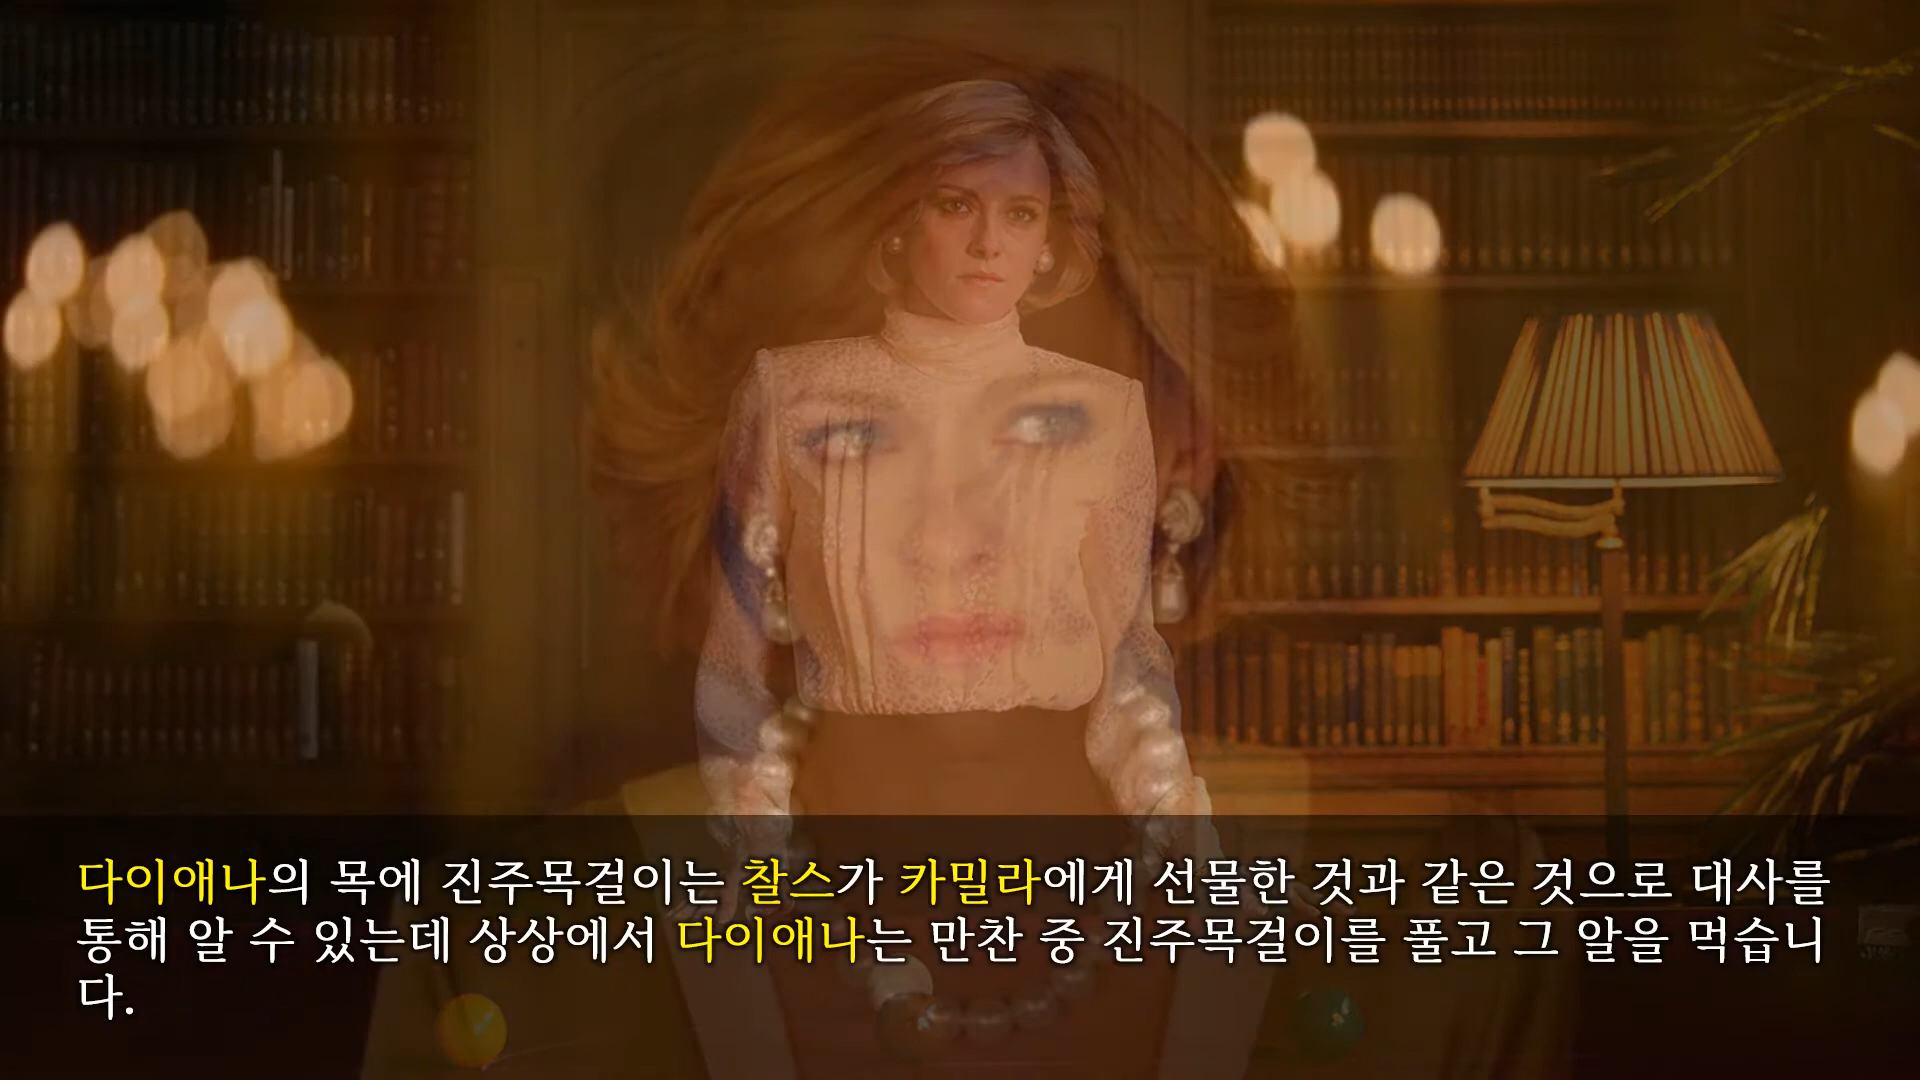 다이애나의 목에 진주목걸이는 찰스가 카밀라에게 선물한 것과 같은 것으로 대사를
통해 알 수 있는데 상상에서 다이애나는 만찬 중 진주목걸이를 풀고 그 알을 먹습니
다.